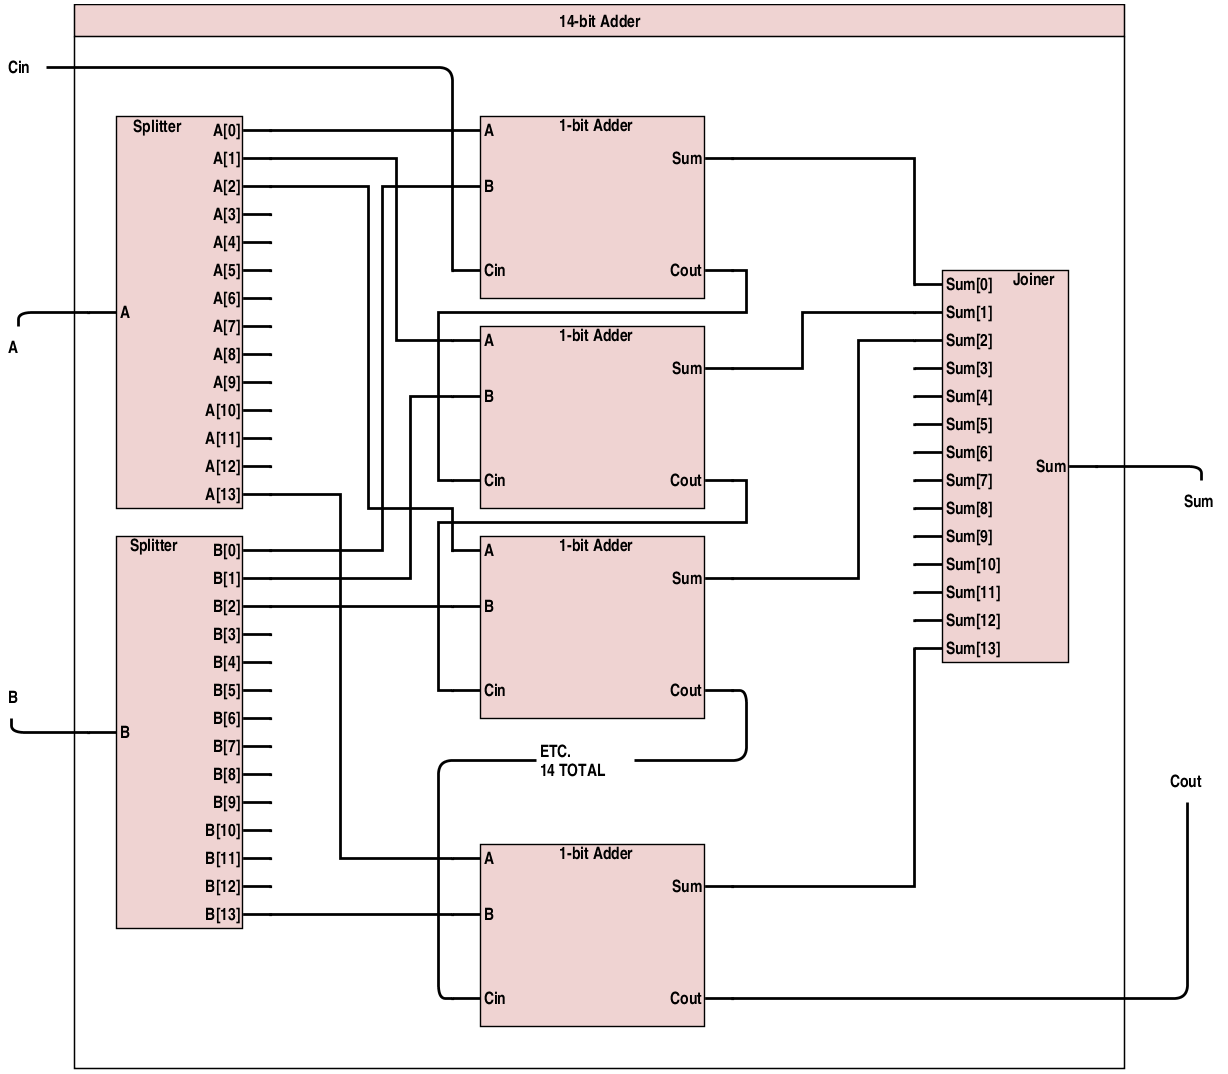 14-bit Adder
Cin
Splitter
A[0]
A[1]
A[2]
A[3]
A[4]
A[5]
A[6]
A[7]
A[8]
A[9]
A[10]
A[11]
A[12]
A[13]
A
A
Splitter
B[0]
B[1]
B[2]
B[3]
B[4]
B[5]
B[6]
B[7]
B[8]
B[9]
B[10]
B[11]
B[12]
B[13]
B
B
1-bit Adder
A
B
Cin
Sum
Cout
1-bit Adder
A
B
Cin
Sum
Cout
1-bit Adder
A
B
Cin
Sum
Cout
ETC.
14 TOTAL
1-bit Adder
A
B
Cin
Sum
Cout
Joiner
Sum[0]
Sum[1]
Sum[2]
Sum[3]
Sum[4]
Sum[5]
Sum[6]
Sum[7]
Sum[8]
Sum[9]
Sum[10]
Sum[11]
Sum[12]
Sum[13]
Sum
Sum
Cout